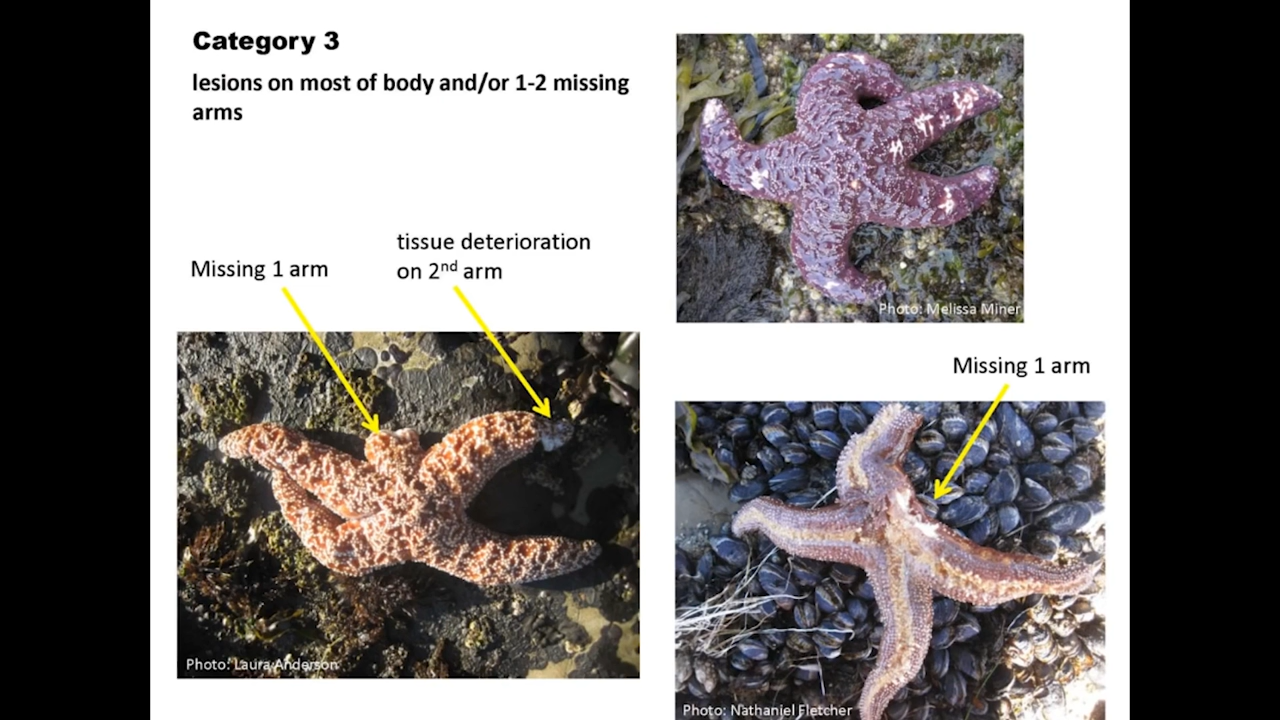 Category 3
lesions on most of body and/or 1-2 missing
arms
tissue deterioration
on 2nd arm
Missing 1 arm
Photo: Melissa Miner
Missing 1 arm
Photo: Laura Anderson
Photo: Nathaniel Fletcher